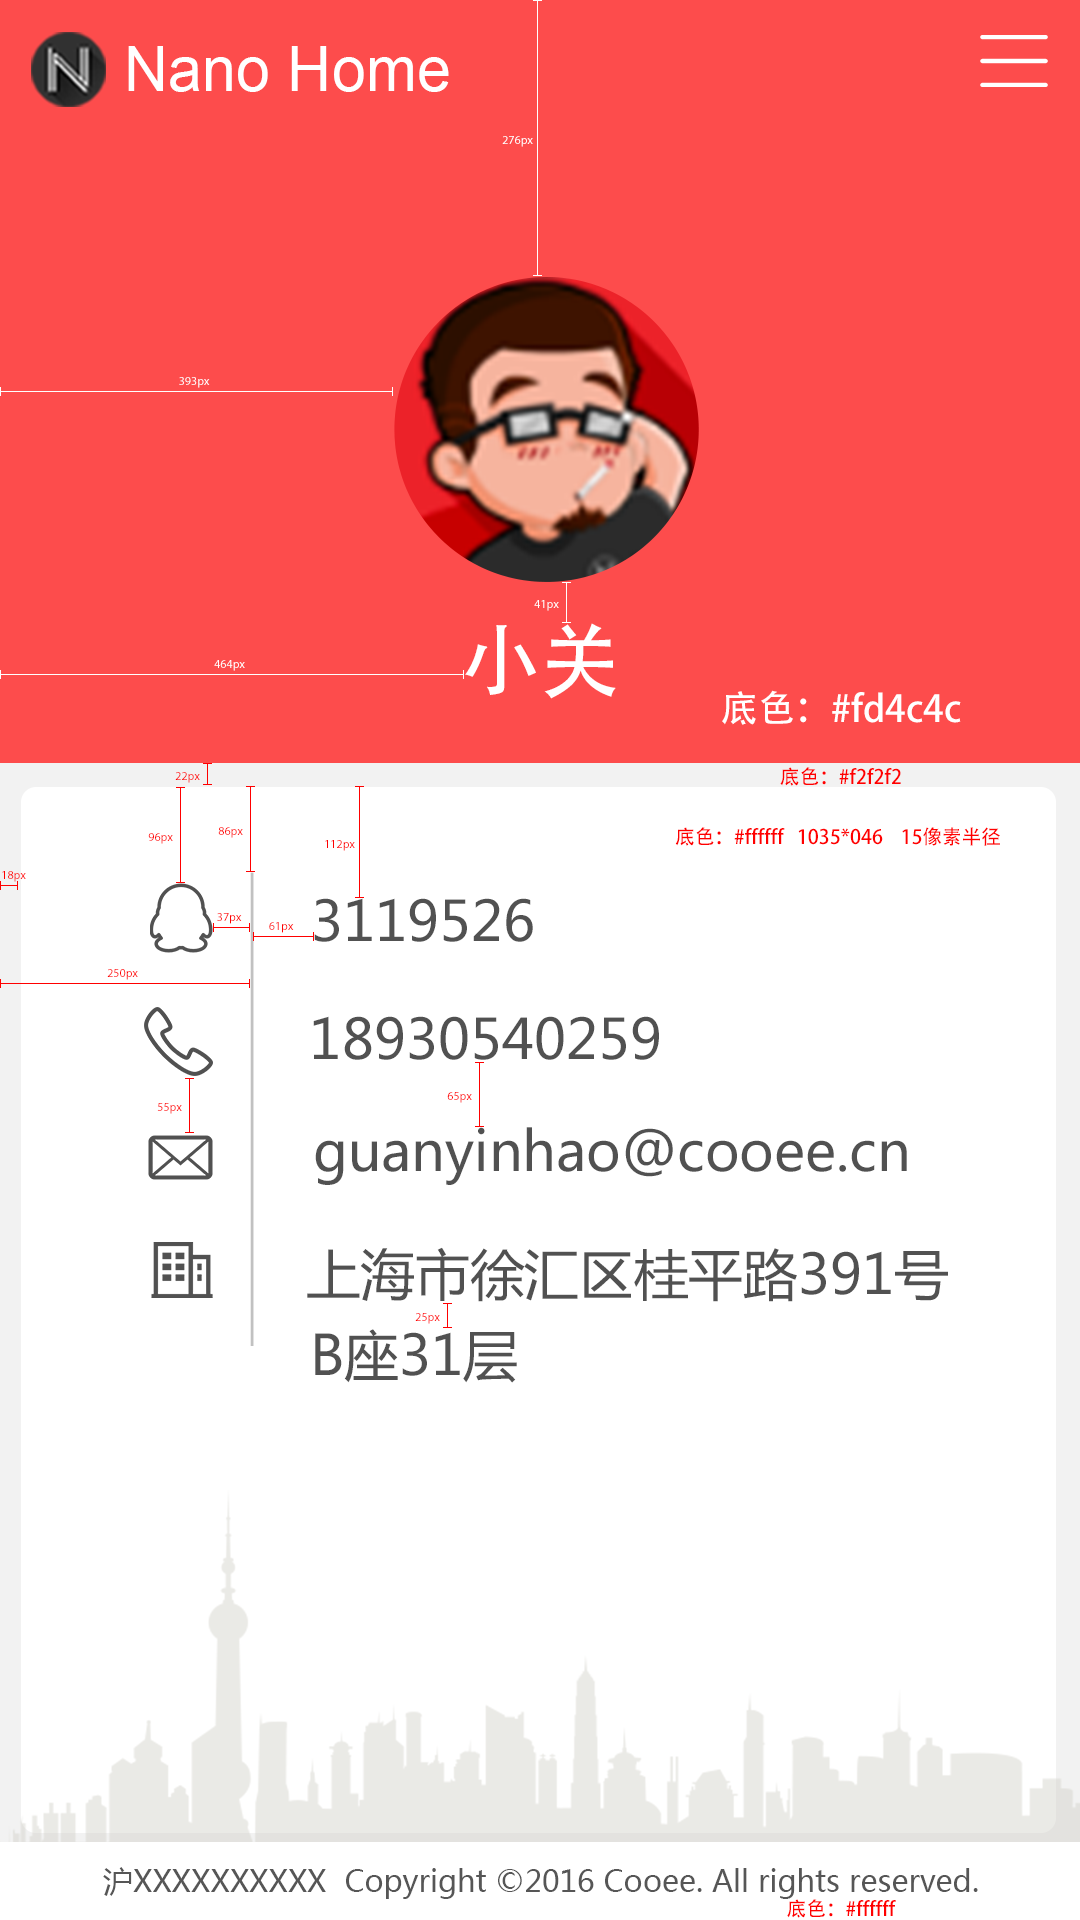 N Nano Home
276px
393px
41px
464px
小关
底色：#fd4c4c
22px
底色：#f2f2f2
96px
86px
112px
底色：#ffffff 1035*046 15像素半径
18px
37px
61px
3119526
250px
18930540259
65px
55px
guanyinhao@cooee.cn
上海市徐汇区桂平路391号
25px
B座31层
沪XXXXXXXXXX Copyright ©2016 Cooee. All rights reserved.
底色：#ffffff